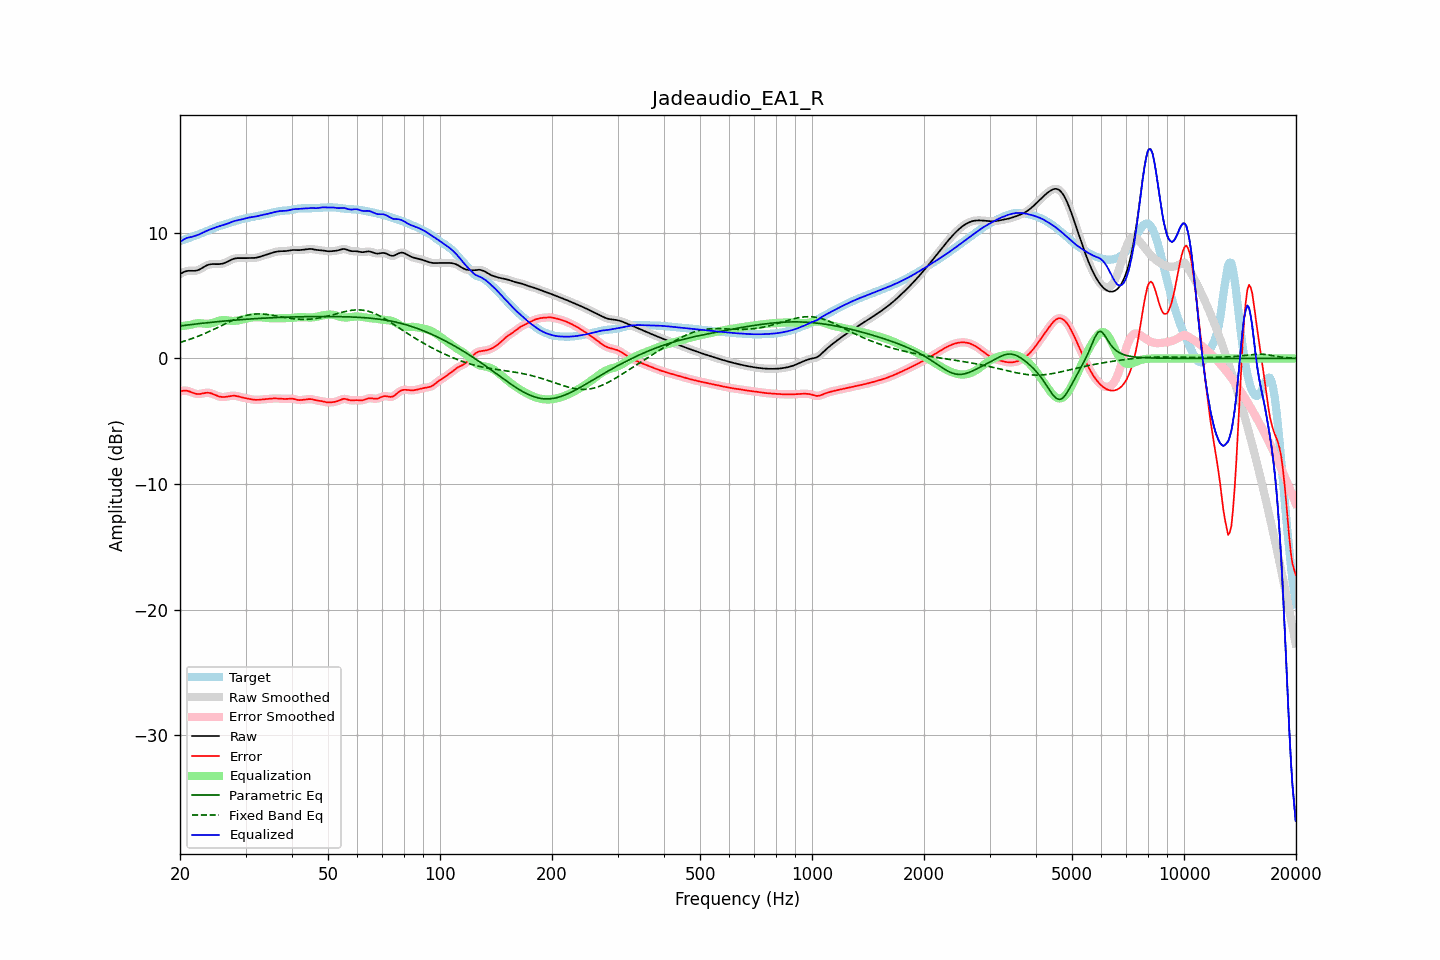 Jadeaudio_EA1_R
Amplitude (dBr)
10
0
−10
−20
−30
Target
Raw Smoothed
Error Smoothed
Raw
Error
Equalization
Parametric Eq
Fixed Band Eq
Equalized
20 50 100 200 500 1000 2000 5000 10000 20000
Frequency (Hz)